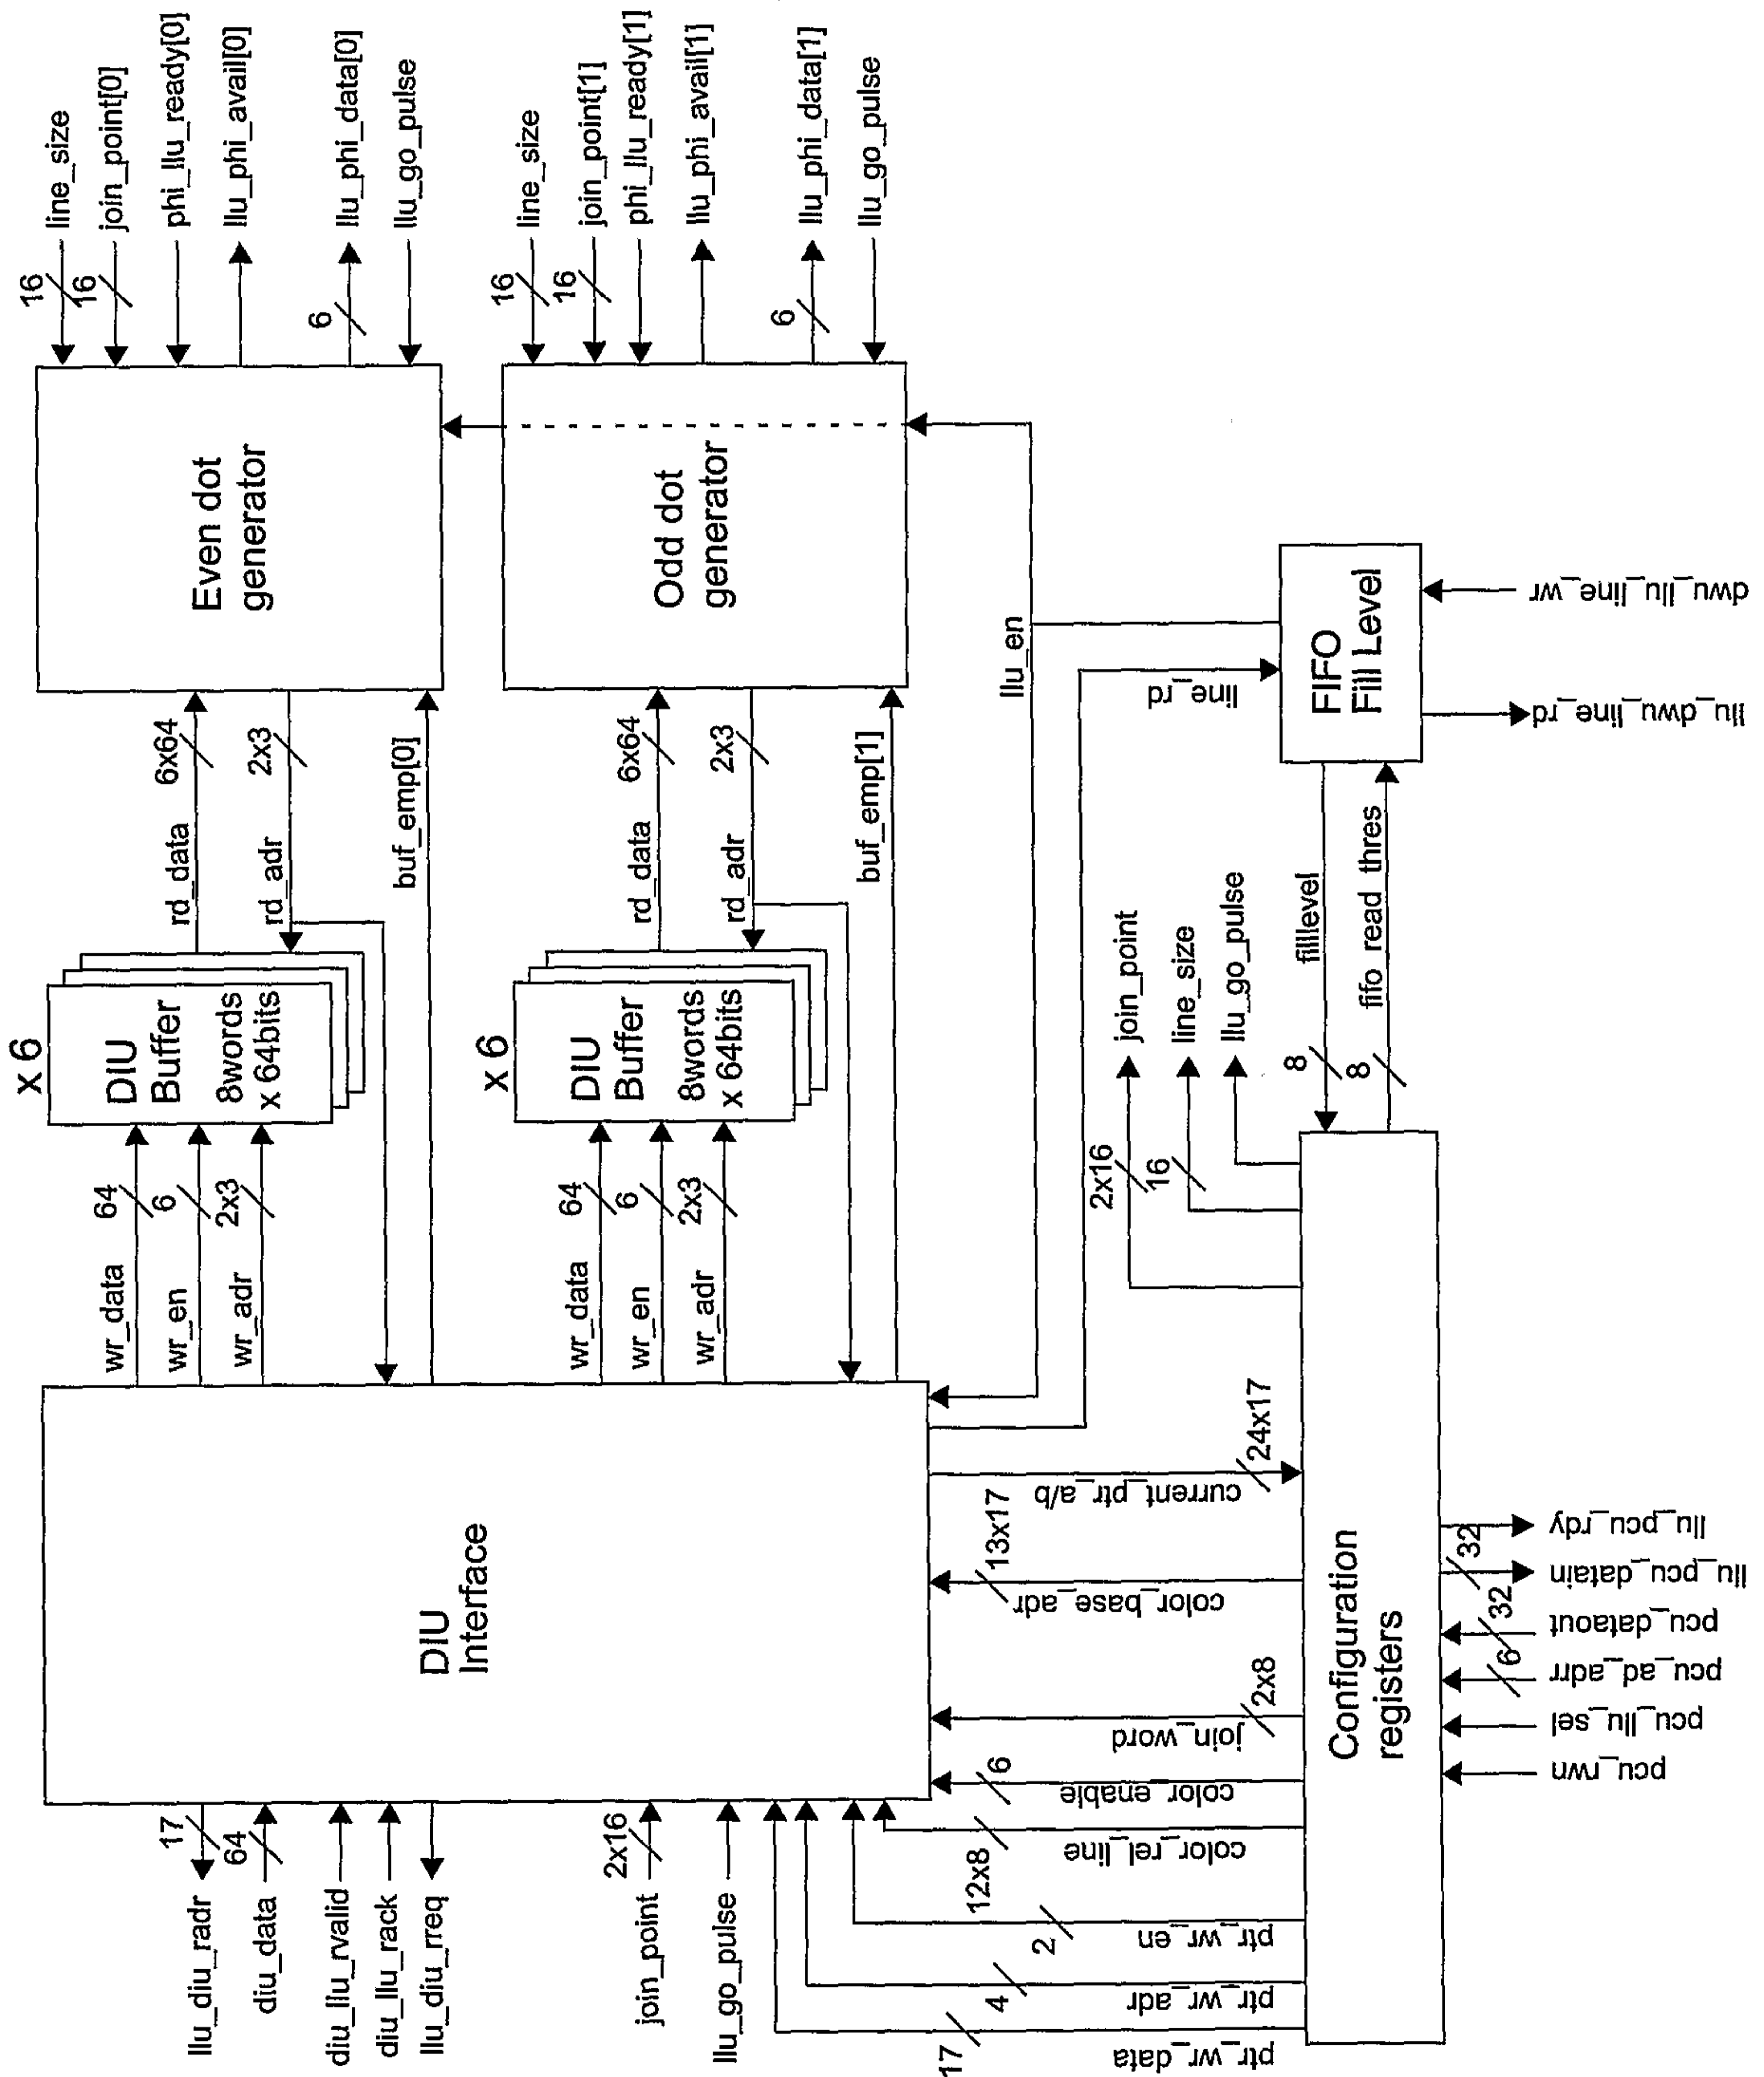 line_size
join_point[0]
phi_llu_ready[0]
llu_phi_avail[0]
llu_phi_data[0]
llu_go_pulse
16
16
6
line_size
join_point[1]
phi_llu_ready[1]
llu_phi_avail[1]
llu_phi_data[1]
llu_go_pulse
16
16
6
Even dot
generator
Odd dot
generator
rd_data
6x64
rd_adr
2x3
buf_emp[0]
rd_data
6x64
rd_adr
2x3
buf_emp[1]
llu_en
line_rd
FIFO
Fill Level
dwu_llu_line_wr
llu_dwu_line_rd
x 6
DIU
Buffer
8words
x 64bits
x 6
DIU
Buffer
8words
x 64bits
join_point
line_size
llu_go_pulse
filllevel
fifo_read_thres
8
8
2x16
16
wr_data
64
wr_en
6
wr_adr
2x3
wr_data
64
wr_en
6
wr_adr
2x3
DIU
Interface
current_ptr_a/b
24x17
color_base_adr
13x17
join_word
2x8
color_enable
6
color_rel_line
12x8
ptr_wr_en
2
ptr_wr_adr
4
ptr_wr_data
17
Configuration
registers
llu_pcu_rdy
llu_pcu_datain
32
pcu_dataout
32
pcu_ad_adr
6
pcu_llu_sel
pcu_rwn
llu_diu_radr
17
diu_data
64
diu_llu_rvalid
diu_llu_rack
llu_diu_rreq
join_point
2x16
llu_go_pulse